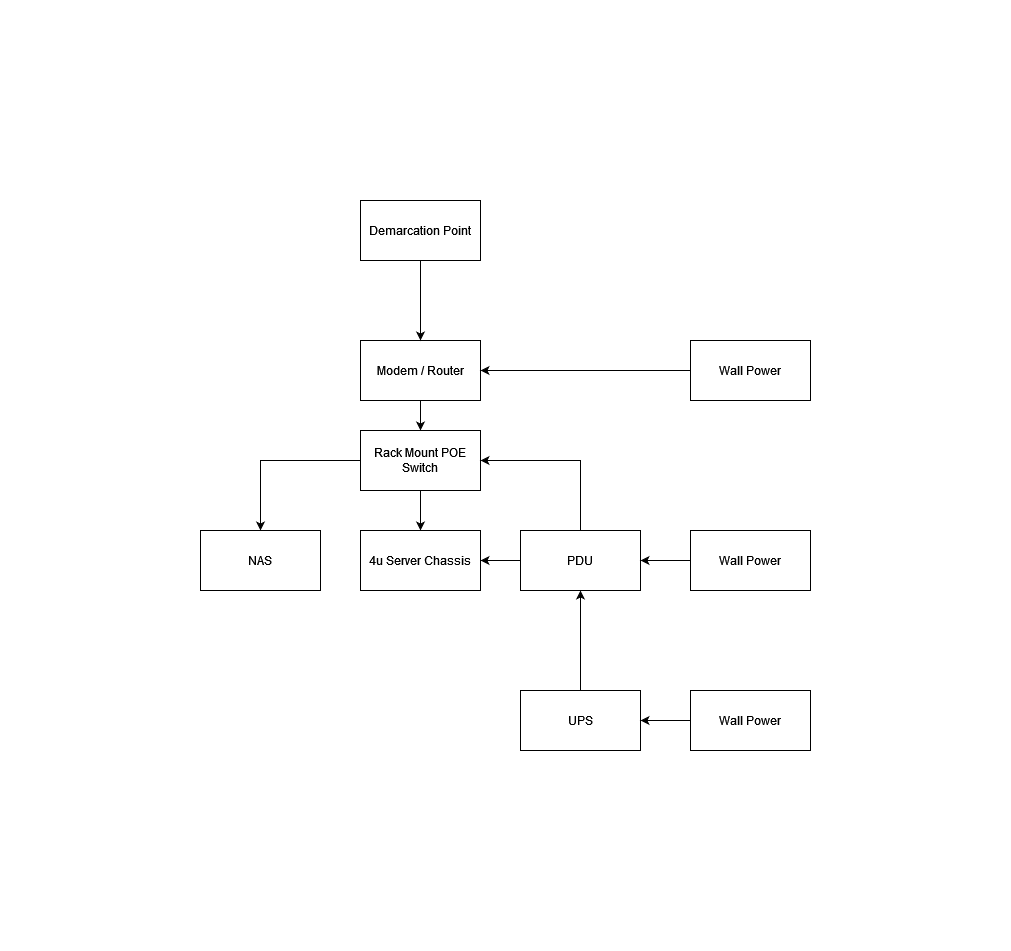 Demarcation Point
Modem / Router
Wall Power
Rack Mount POE
Switch
NAS
4u Server Chassis
PDU
Wall Power
UPS
Wall Power